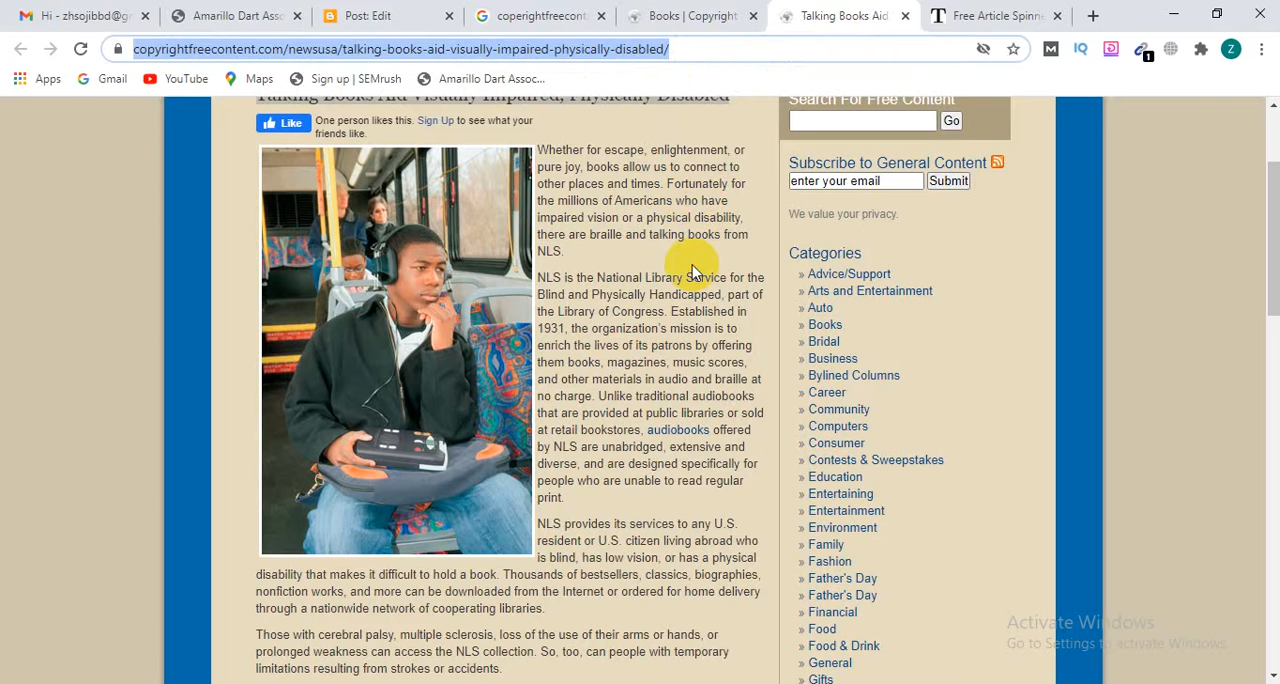 Hi - zhsojibbd@gr
Amarillo Dart Asso
Post: Edit
coperightfreecont
Books | Copyright
Talking Books Aid
Free Article Spinne
copyrightfreecontent.com/newsusa/talking-books-aid-visually-impaired-physically-disabled/
M
IQ
1
Z
Apps
Gmail
YouTube
Maps
Sign up | SEMrush
Amarillo Dart Assoc...
Talking Books Aid Visually Impaired, Physically Disabled
Like
One person likes this. Sign Up to see what your
friends like.
Whether for escape, enlightenment, or
pure joy, books allow us to connect to
other places and times. Fortunately for
the millions of Americans who have
impaired vision or a physical disability,
there are braille and talking books from
NLS.
NLS is the National Library Service for the
Blind and Physically Handicapped, part of
the Library of Congress. Established in
1931, the organization's mission is to
enrich the lives of its patrons by offering
them books, magazines, music scores,
and other materials in audio and braille at
no charge. Unlike traditional audiobooks
that are provided at public libraries or sold
at retail bookstores, audiobooks offered
by NLS are unabridged, extensive and
diverse, and are designed specifically for
people who are unable to read regular
print.
NLS provides its services to any U.S.
resident or U.S. citizen living abroad who
is blind, has low vision, or has a physical
disability that makes it difficult to hold a book. Thousands of bestsellers, classics, biographies,
nonfiction works, and more can be downloaded from the Internet or ordered for home delivery
through a nationwide network of cooperating libraries.
Those with cerebral palsy, multiple sclerosis, loss of the use of their arms or hands, or
prolonged weakness can access the NLS collection. So, too, can people with temporary
limitations resulting from strokes or accidents.
Search For Free Content
Go
Subscribe to General Content
enter your email
Submit
We value your privacy.
Categories
» Advice/Support
» Arts and Entertainment
» Auto
» Books
» Bridal
» Business
» Bylined Columns
» Career
» Community
» Computers
» Consumer
» Contests & Sweepstakes
» Education
» Entertaining
» Entertainment
» Environment
» Family
» Fashion
» Father's Day
» Father's Day
» Financial
» Food
» Food & Drink
» General
» Gifts
Activate Windows
Go to Settings to activate Windows.